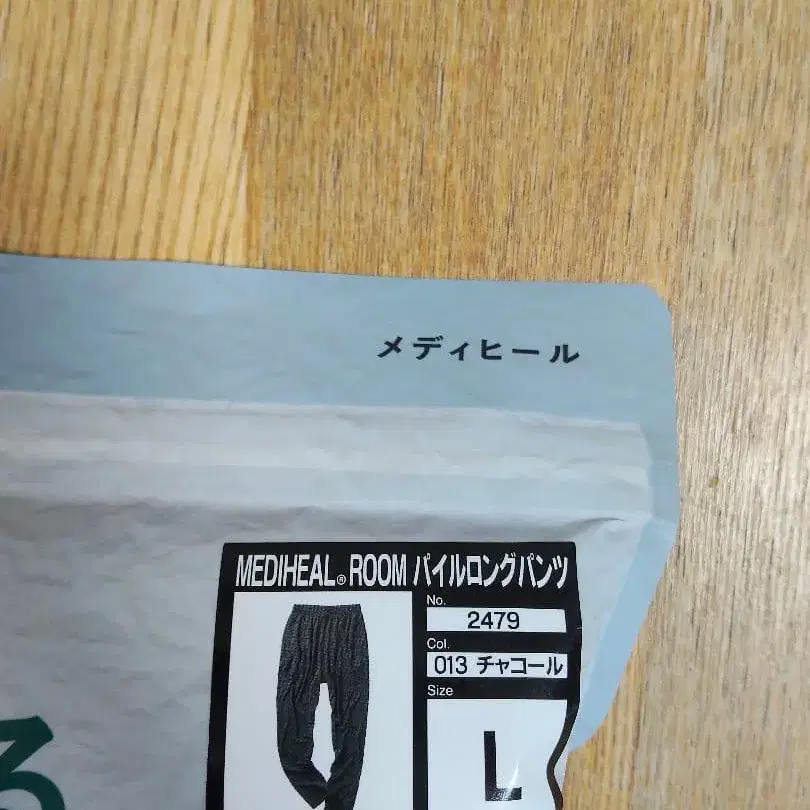 メディヒール
MEDIHEAL® ROOM パイルロングパンツ
No.
2479
Col.
013 チャコール
Size
L
る